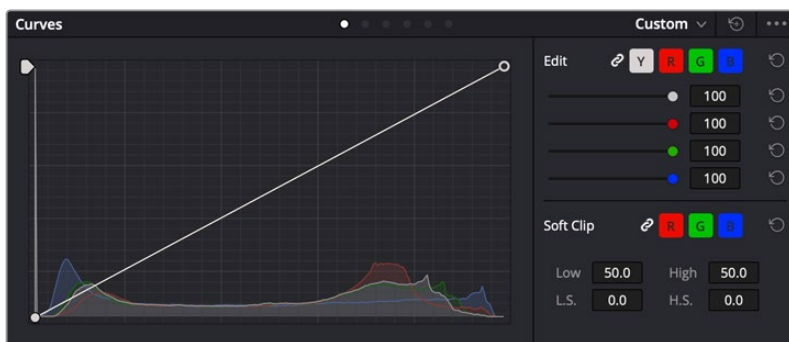 Curves Custom
Edit Y R G B
100
100
100
100
Soft Clip R G B
Low 50.0 High 50.0
L.S. 0.0 H.S. 0.0